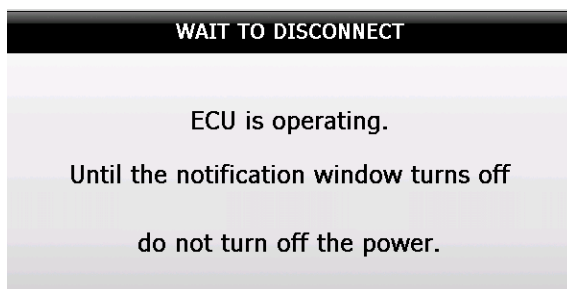 WAIT TO DISCONNECT
ECU is operating.
Until the notification window turns off
do not turn off the power.